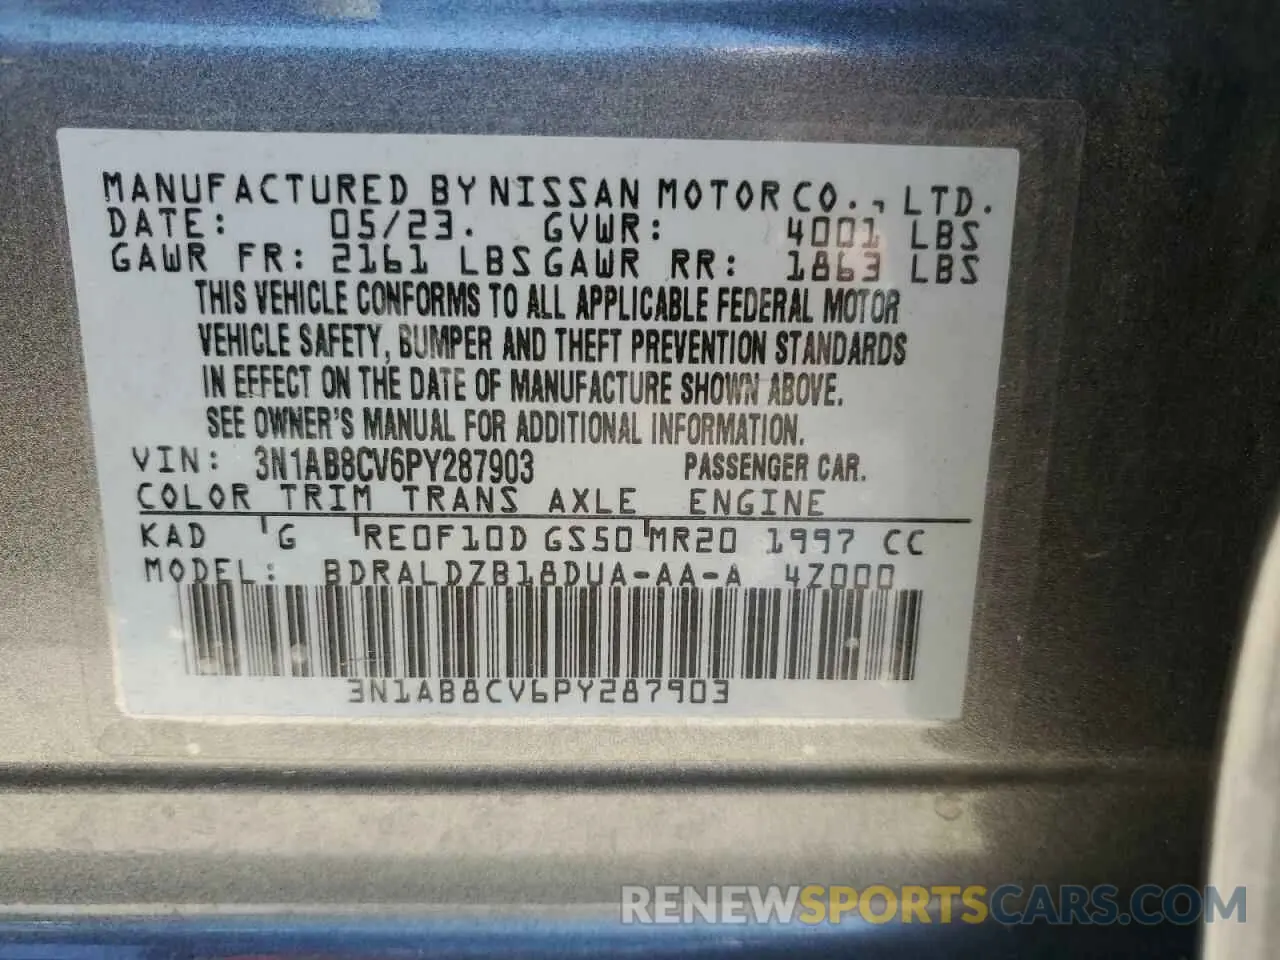 MANUFACTURED BY NISSAN MOTOR CO., LTD.
DATE: 05/23. GVWR: 4001 LBS
GAWR FR: 2161 LBS GAWR RR: 1863 LBS
THIS VEHICLE CONFORMS TO ALL APPLICABLE FEDERAL MOTOR
VEHICLE SAFETY, BUMPER AND THEFT PREVENTION STANDARDS
IN EFFECT ON THE DATE OF MANUFACTURE SHOWN ABOVE.
SEE OWNER'S MANUAL FOR ADDITIONAL INFORMATION.
VIN: 3N1AB8CV6PY287903 PASSENGER CAR.
COLOR TRIM TRANS AXLE ENGINE
KAD G RE0F10D GS50 MR20 1997 CC
MODEL: BDRALDZB18DUA-AA-A 4Z000
3N1AB8CV6PY287903
RENEWSPORTSCARS.COM